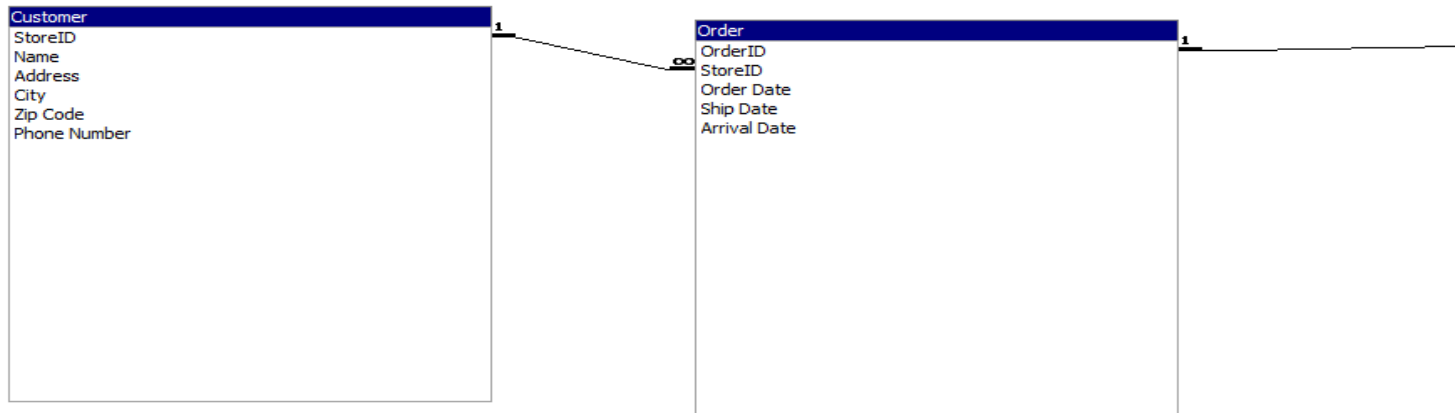 Customer
StoreID
Name
Address
City
Zip Code
Phone Number
1
∞
Order
OrderID
StoreID
Order Date
Ship Date
Arrival Date
1